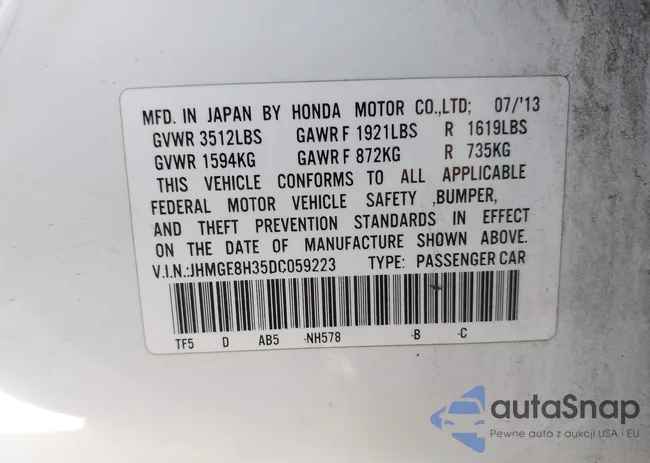 MFD. IN JAPAN BY HONDA MOTOR CO.,LTD; 07/'13
GVWR 3512LBS GAWR F 1921LBS R 1619LBS
GVWR 1594KG GAWR F 872KG R 735KG
THIS VEHICLE CONFORMS TO ALL APPLICABLE
FEDERAL MOTOR VEHICLE SAFETY ,BUMPER,
AND THEFT PREVENTION STANDARDS IN EFFECT
ON THE DATE OF MANUFACTURE SHOWN ABOVE.
V.I.N.:JHMGE8H35DC059223 TYPE: PASSENGER CAR
TF5 D AB5 -NH578 -B -C
autaSnap
Pewne auta z aukcji USA i EU